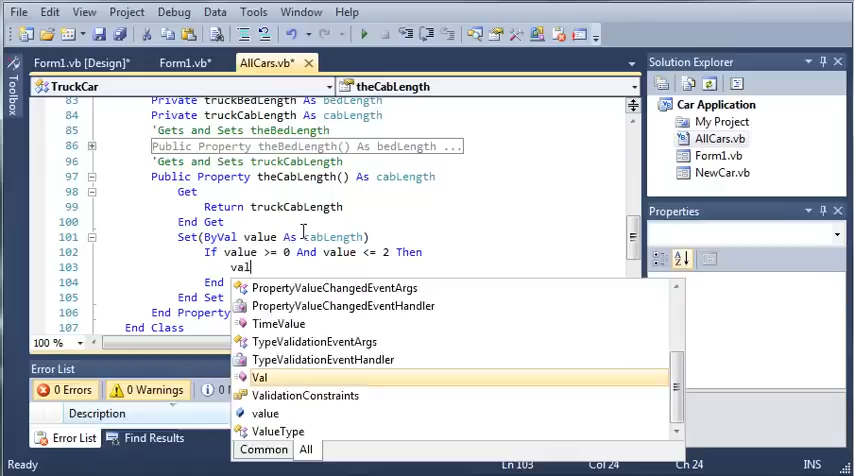 File Edit View Project Debug Data Tools Window Help
Toolbox
Form1.vb [Design]* Form1.vb* AllCars.vb*
TruckCar theCabLength
83 Private truckBedLength As bedLength
84 Private truckCabLength As cabLength
85 'Gets and Sets theBedLength
86 Public Property theBedLength() As bedLength ...
96 'Gets and Sets truckCabLength
97 Public Property theCabLength() As cabLength
98 Get
99 Return truckCabLength
100 End Get
101 Set(ByVal value As cabLength)
102 If value >= 0 And value <= 2 Then
103 val
104 End
105 End Set
106 End Property
107 End Class
100 %
PropertyValueChangedEventArgs
PropertyValueChangedEventHandler
TimeValue
TypeValidationEventArgs
TypeValidationEventHandler
Val
ValidationConstraints
value
ValueType
Common All
Error List
0 Errors 0 Warnings 0
Description
Error List Find Results
Solution Explorer
Car Application
My Project
AllCars.vb
Form1.vb
NewCar.vb
Properties
Ready Ln 103 Col 24 Ch 24 INS